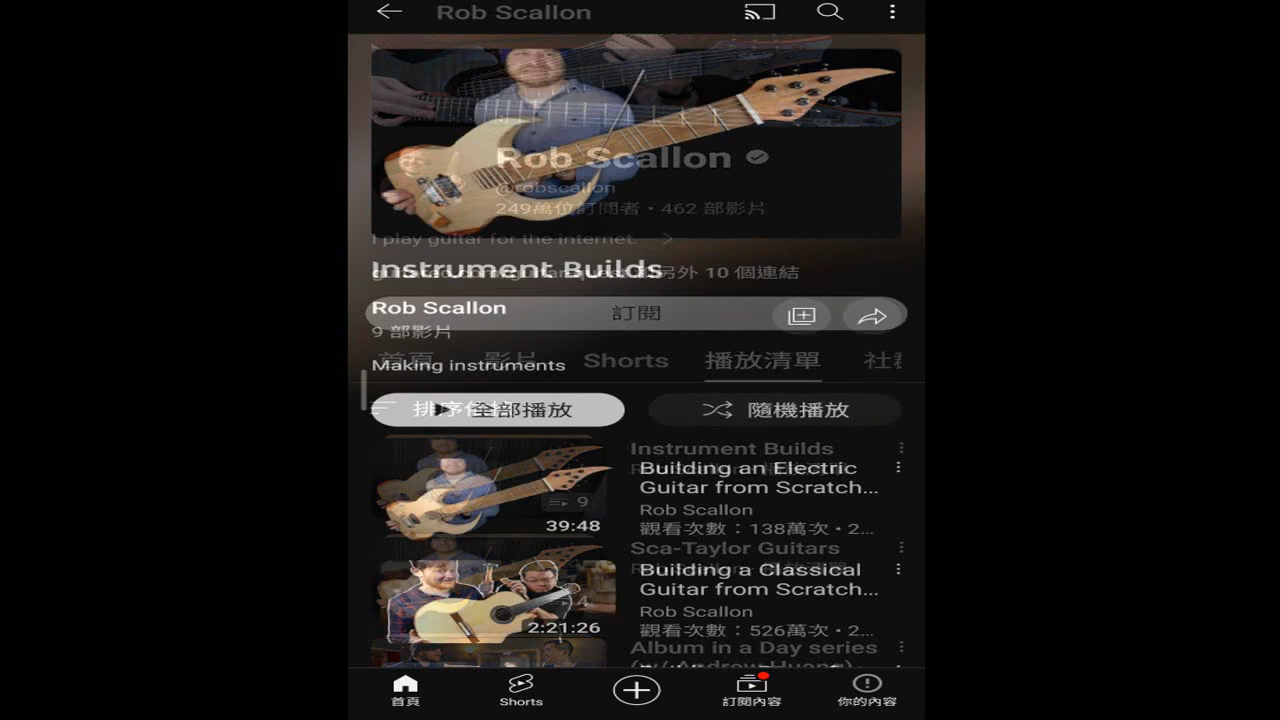 Rob Scallon
Rob Scallon
@robscallon
249萬位訂閱者・462 部影片
I play guitar for the internet.
另外 10 個連結
Instrument Builds
Rob Scallon
訂閱
9 部影片
首頁 影片 Shorts 播放清單
Making instruments
全部播放
隨機播放
Instrument Builds
Building an Electric
Guitar from Scratch...
9
39:48
Rob Scallon
觀看次數：138萬次・2...
Sca-Taylor Guitars
Building a Classical
Guitar from Scratch...
Rob Scallon
2:21:26
觀看次數：526萬次・2...
Album in a Day series
(w/ Andrew Huang)
首頁
Shorts
訂閱內容
你的內容